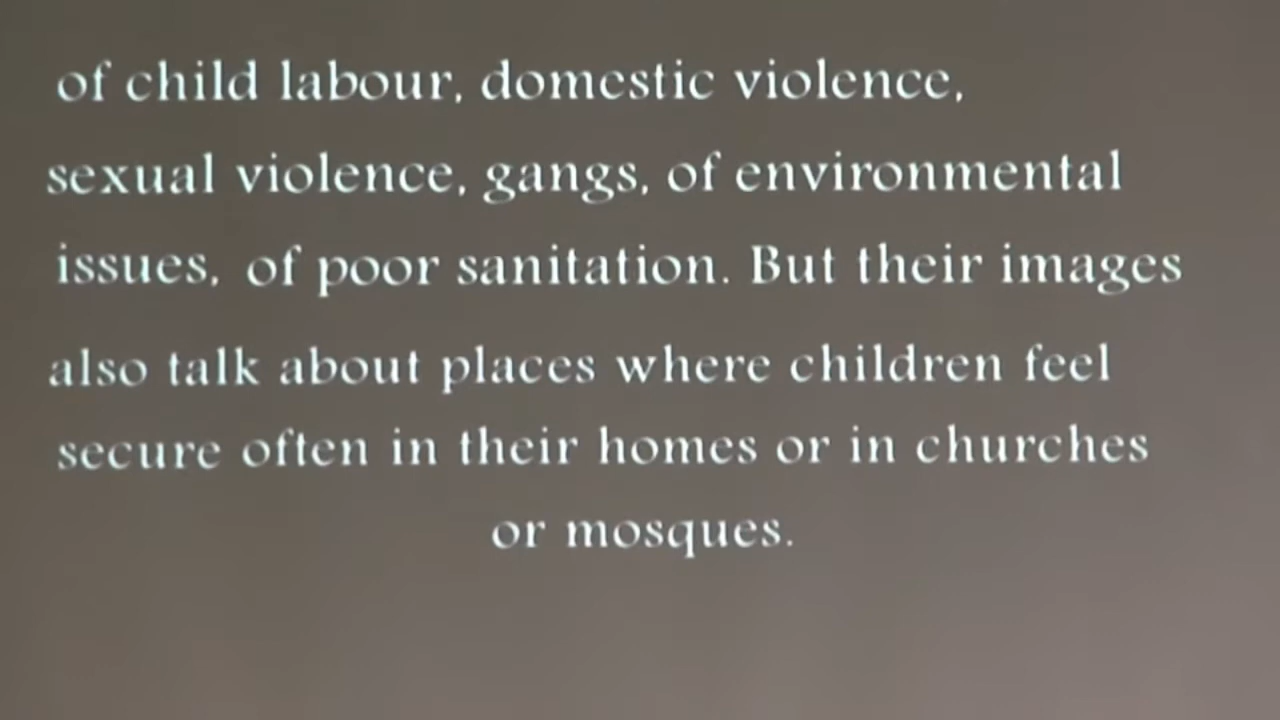 of child labour, domestic violence,
sexual violence, gangs, of environmental
issues, of poor sanitation. But their images
also talk about places where children feel
secure often in their homes or in churches
or mosques.